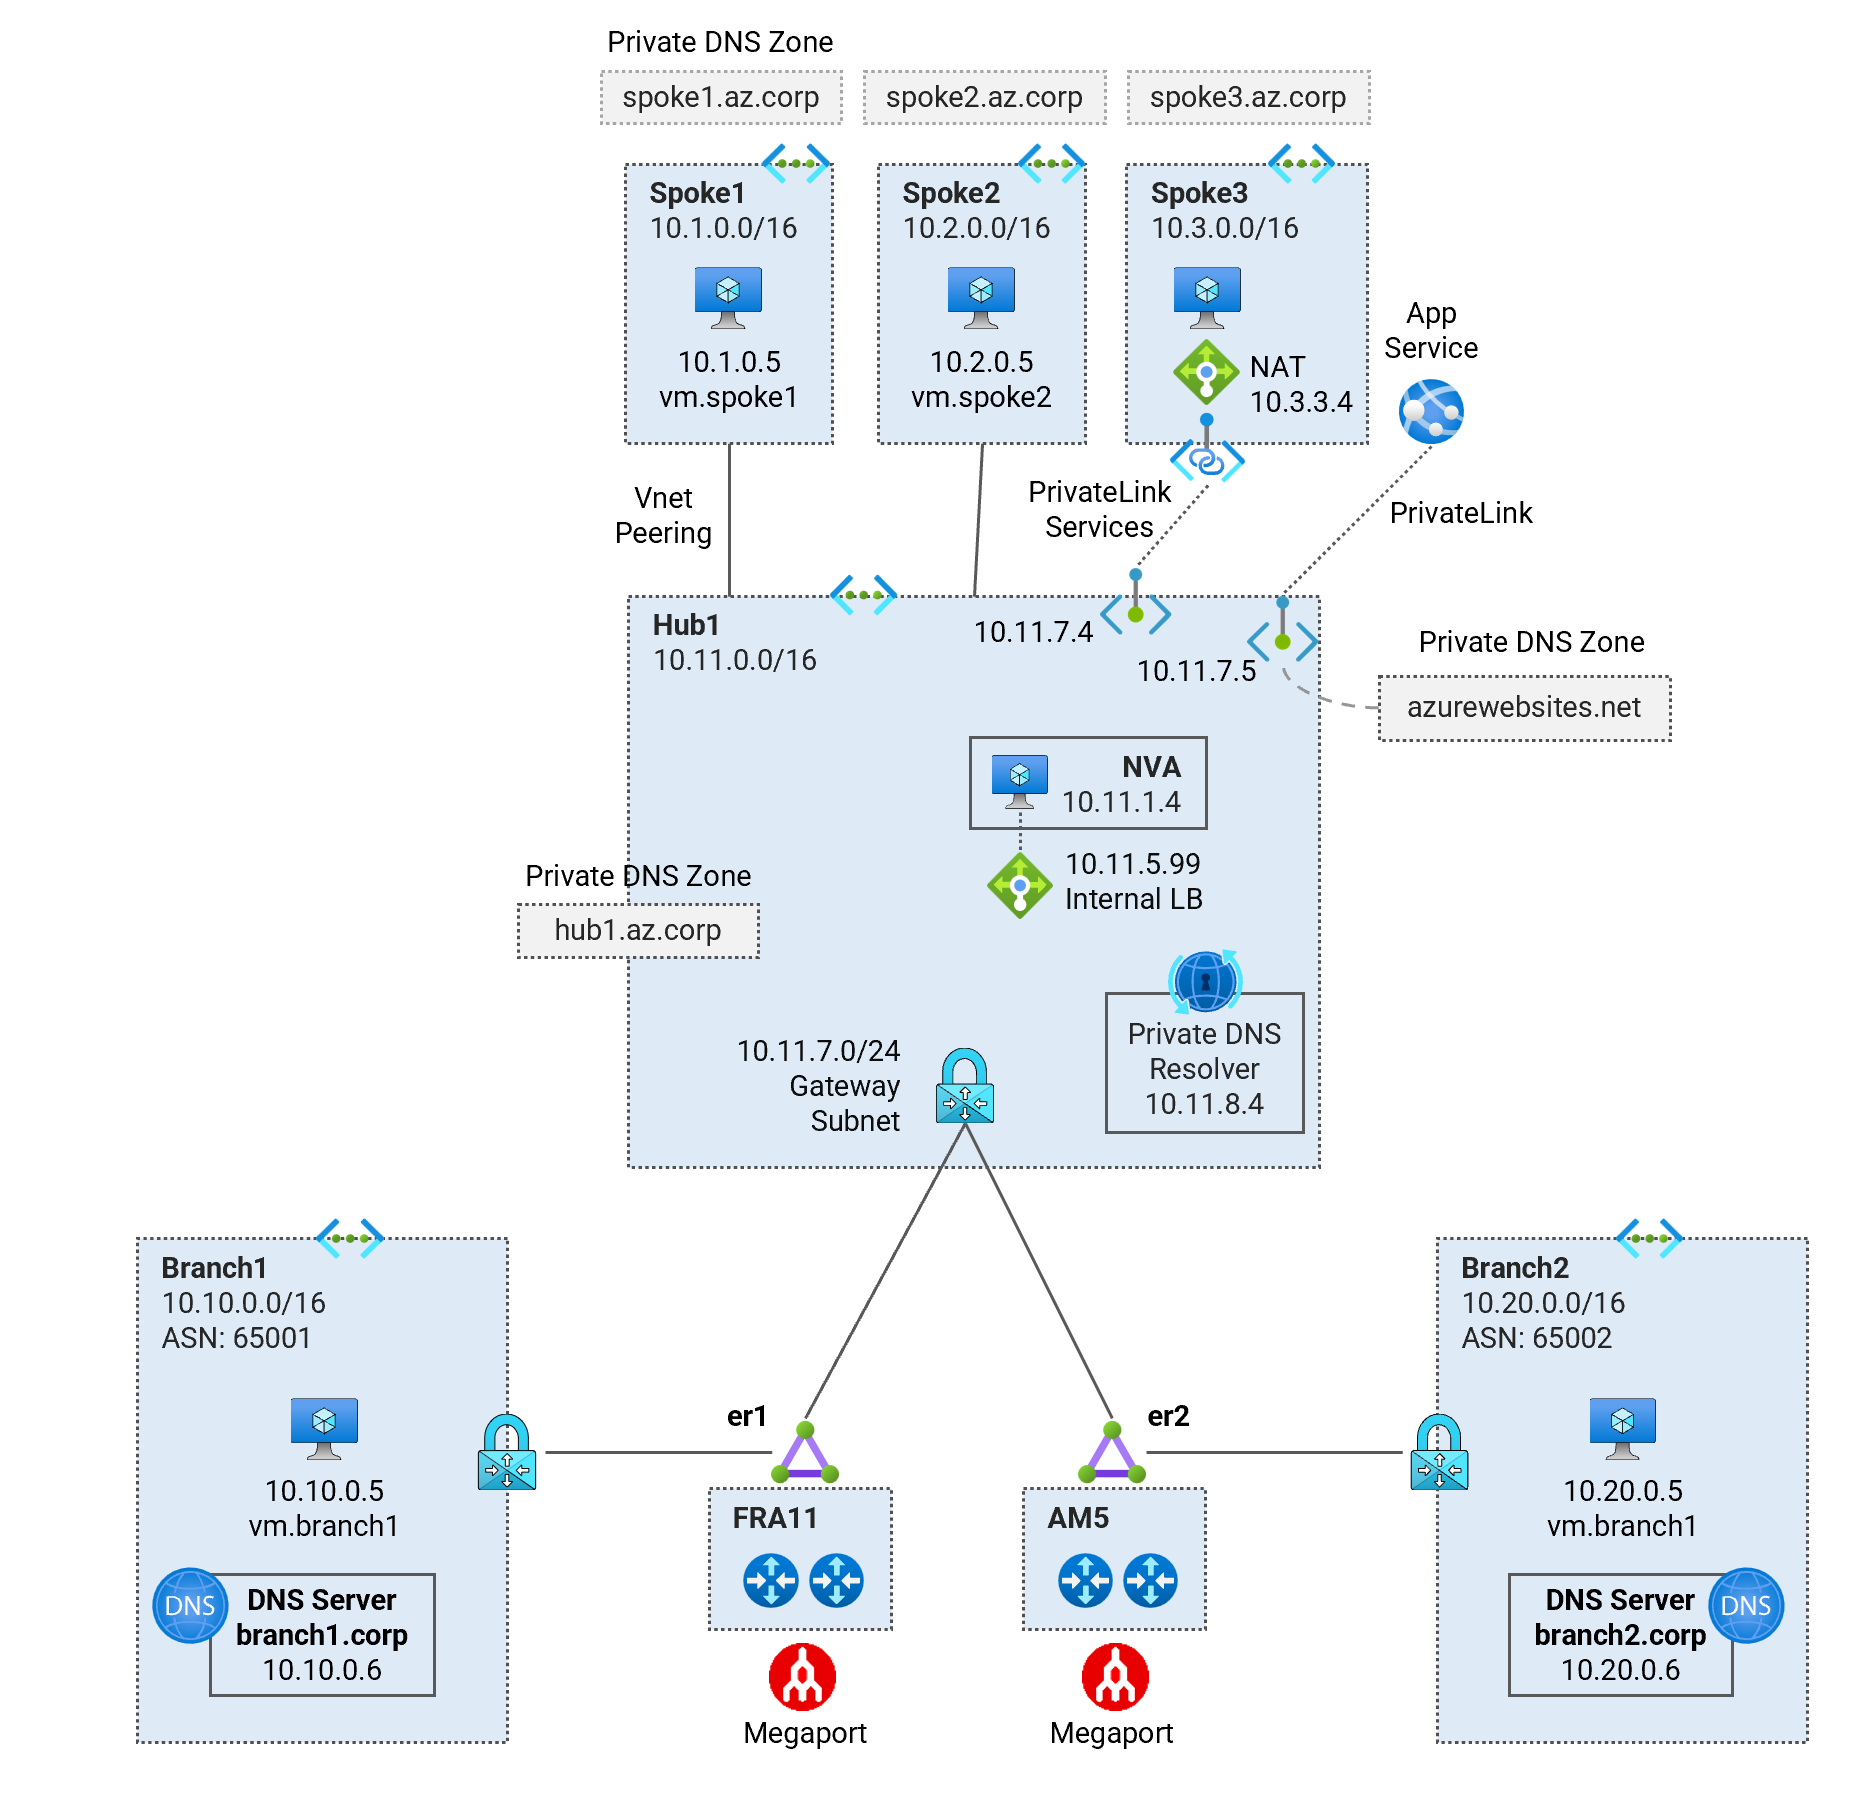 Private DNS Zone
spoke1.az.corp
spoke2.az.corp
spoke3.az.corp
Spoke1
10.1.0.0/16
10.1.0.5
vm.spoke1
Spoke2
10.2.0.0/16
10.2.0.5
vm.spoke2
Spoke3
10.3.0.0/16
NAT
10.3.3.4
App
Service
Vnet
Peering
PrivateLink
Services
PrivateLink
Hub1
10.11.0.0/16
10.11.7.4
10.11.7.5
Private DNS Zone
azurewebsites.net
NVA
10.11.1.4
10.11.5.99
Internal LB
Private DNS Zone
hub1.az.corp
Private DNS
Resolver
10.11.8.4
10.11.7.0/24
Gateway
Subnet
Branch1
10.10.0.0/16
ASN: 65001
10.10.0.5
vm.branch1
DNS
DNS Server
branch1.corp
10.10.0.6
er1
FRA11
Megaport
er2
AM5
Megaport
Branch2
10.20.0.0/16
ASN: 65002
10.20.0.5
vm.branch1
DNS Server
branch2.corp
10.20.0.6
DNS